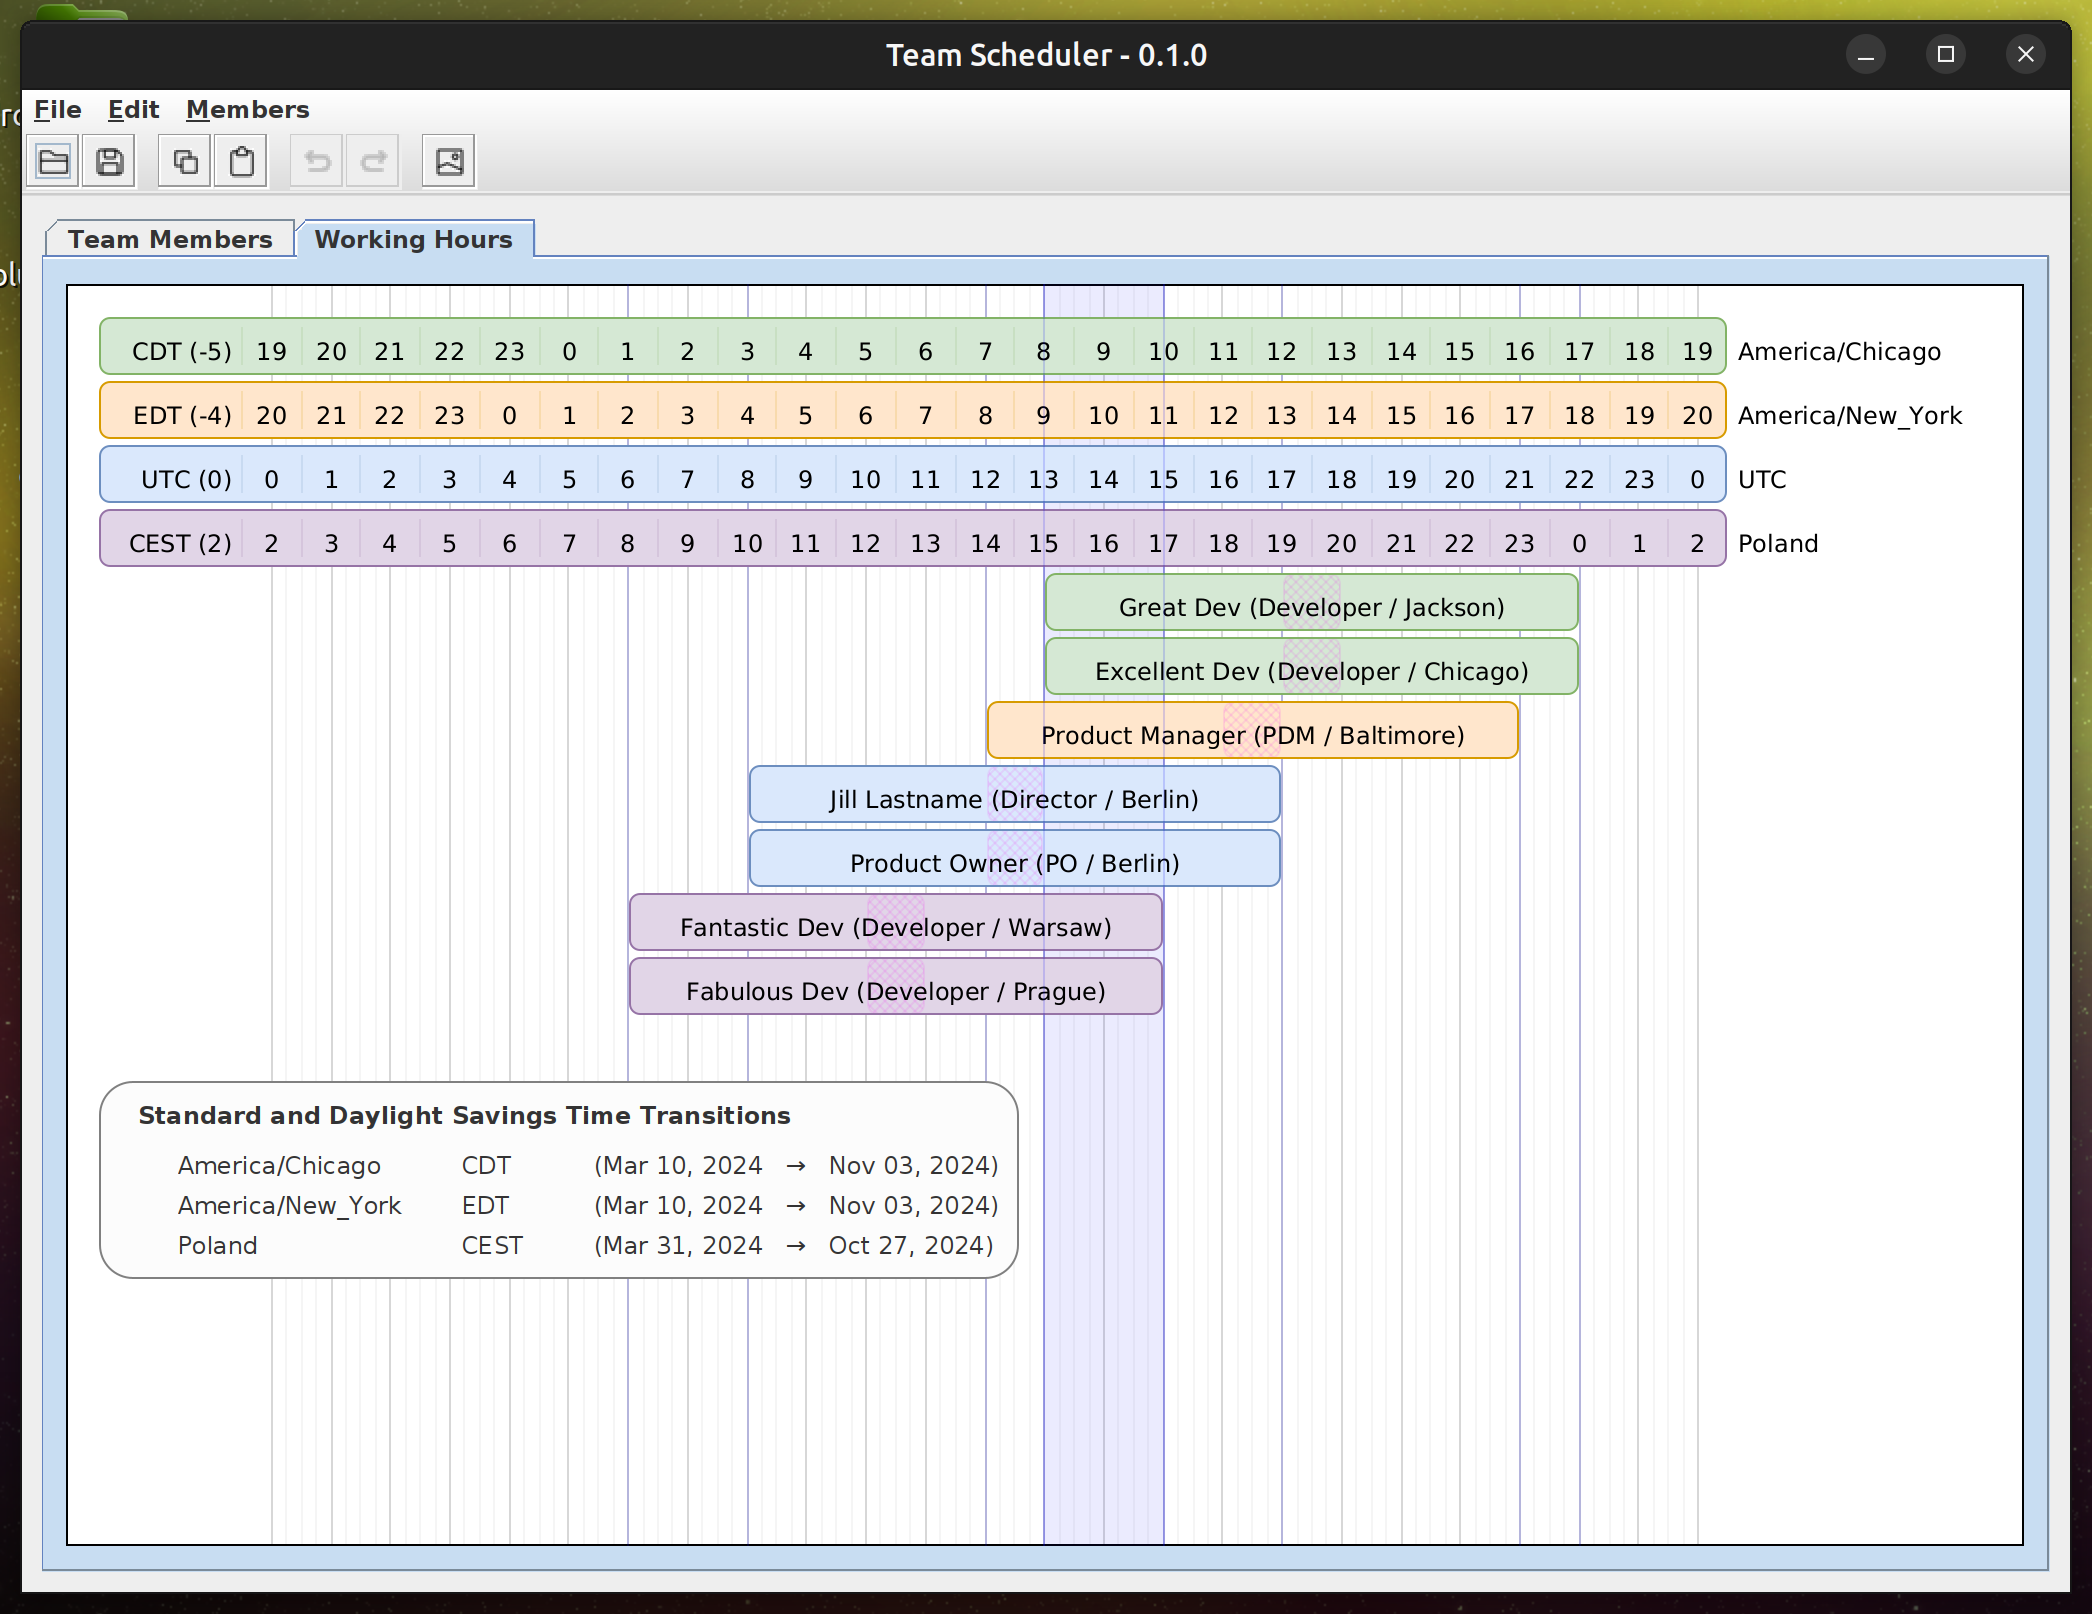 Team Scheduler - 0.1.0
File Edit Members
Team Members Working Hours
CDT (-5) 19 20 21 22 23 0 1 2 3 4 5 6 7 8 9 10 11 12 13 14 15 16 17 18 19 America/Chicago
EDT (-4) 20 21 22 23 0 1 2 3 4 5 6 7 8 9 10 11 12 13 14 15 16 17 18 19 20 America/New_York
UTC (0) 0 1 2 3 4 5 6 7 8 9 10 11 12 13 14 15 16 17 18 19 20 21 22 23 0 UTC
CEST (2) 2 3 4 5 6 7 8 9 10 11 12 13 14 15 16 17 18 19 20 21 22 23 0 1 2 Poland
Great Dev (Developer / Jackson)
Excellent Dev (Developer / Chicago)
Product Manager (PDM / Baltimore)
Jill Lastname (Director / Berlin)
Product Owner (PO / Berlin)
Fantastic Dev (Developer / Warsaw)
Fabulous Dev (Developer / Prague)
Standard and Daylight Savings Time Transitions
America/Chicago CDT (Mar 10, 2024 → Nov 03, 2024)
America/New_York EDT (Mar 10, 2024 → Nov 03, 2024)
Poland CEST (Mar 31, 2024 → Oct 27, 2024)